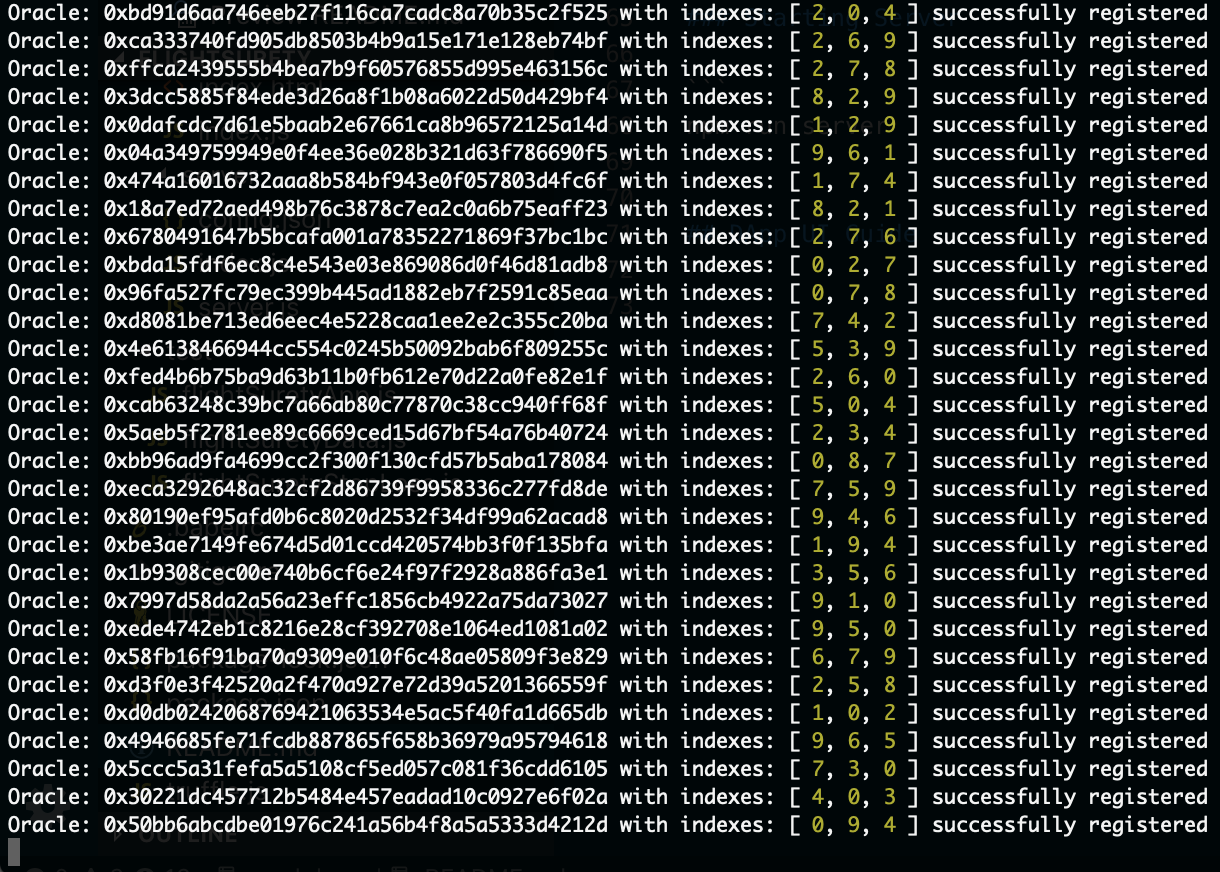 Oracle: 0xbd91d6aa746eeb27f116ca7cadc8a70b35c2f525 with indexes: [ 2, 0, 4 ] successfully registered
Oracle: 0xca333740fd905db8503b4b9a15e171e128eb74bf with indexes: [ 2, 6, 9 ] successfully registered
Oracle: 0xffca24395554b4ca7b9f60576855d995e463156c with indexes: [ 2, 7, 8 ] successfully registered
Oracle: 0x3dcc5885f84ede3d26a8f1b08a6022d50d429bf4 with indexes: [ 8, 2, 9 ] successfully registered
Oracle: 0x0dafcdc7d61e5baab2e67661ca8b96572125a14d with indexes: [ 1, 2, 9 ] successfully registered
Oracle: 0x04a349759949e0f4ee36e028b321d63f786690f5 with indexes: [ 9, 6, 1 ] successfully registered
Oracle: 0x474a16016732aaa8b584bf943e0f057803d4fc6f with indexes: [ 1, 7, 4 ] successfully registered
Oracle: 0x18a7ed72aed498b76c3878c7ea2c0a6b75eaff23 with indexes: [ 8, 2, 1 ] successfully registered
Oracle: 0x6780491647b5bcafa001a78352271869f37bc1bc with indexes: [ 2, 7, 6 ] successfully registered
Oracle: 0xbda15fdf6ec8c4e543e03e869086d0f46d81adb8 with indexes: [ 0, 2, 7 ] successfully registered
Oracle: 0x96fa527fc79ec399b445ad1882eb7f2591c85eaa with indexes: [ 0, 7, 8 ] successfully registered
Oracle: 0xd8081be713ed6eec4e5228caa1ee2e2c355c20ba with indexes: [ 7, 4, 2 ] successfully registered
Oracle: 0x4e6138466944cc554c0245b50092bab6f809255c with indexes: [ 5, 3, 9 ] successfully registered
Oracle: 0xfed4b6b75ba9d63b11b0fb612e70d22a0fe82e1f with indexes: [ 2, 6, 0 ] successfully registered
Oracle: 0xcab63248c39bc7a66ab80c77870c38cc940ff68f with indexes: [ 5, 0, 4 ] successfully registered
Oracle: 0x5aeb5f2781ee89c6669ced15d67bf54a76b40724 with indexes: [ 2, 3, 4 ] successfully registered
Oracle: 0xbb96ad9fa4699cc2f300f130cfd57b5aba178084 with indexes: [ 0, 8, 7 ] successfully registered
Oracle: 0xeca3292648ac32cf2d86739f9958336c277fd8de with indexes: [ 7, 5, 9 ] successfully registered
Oracle: 0x80190ef95afd0b6c8020d2532f34df99a62acad8 with indexes: [ 9, 4, 6 ] successfully registered
Oracle: 0xbe3ae7149fe674d5d01ccd420574bb3f0f135bfa with indexes: [ 1, 9, 4 ] successfully registered
Oracle: 0x1b9308cec00e740b6cf6e24f97f2928a886fa3e1 with indexes: [ 3, 5, 6 ] successfully registered
Oracle: 0x7997d58da2a56a23effc1856cb4922a75da73027 with indexes: [ 9, 1, 0 ] successfully registered
Oracle: 0xede4742eb1c8216e28cf392708e1064ed1081a02 with indexes: [ 9, 5, 0 ] successfully registered
Oracle: 0x58fb16f91ba70a9309e010f6c48ae05809f3e829 with indexes: [ 6, 7, 9 ] successfully registered
Oracle: 0xd3f0e3f42520a2f470a927e72d39a5201366559f with indexes: [ 2, 5, 8 ] successfully registered
Oracle: 0xd0db0242068769421063534e5ac5f40fa1d665db with indexes: [ 1, 0, 2 ] successfully registered
Oracle: 0x4946685fe71fcdb887865f658b36979a95794618 with indexes: [ 9, 6, 5 ] successfully registered
Oracle: 0x5ccc5a31fefa5a5108cf5ed057c081f36cdd6105 with indexes: [ 7, 3, 0 ] successfully registered
Oracle: 0x30221dc457712b5484e457eadad10c0927e6f02a with indexes: [ 4, 0, 3 ] successfully registered
Oracle: 0x50bb6abcdbe01976c241a56b4f8a5a5333d4212d with indexes: [ 0, 9, 4 ] successfully registered